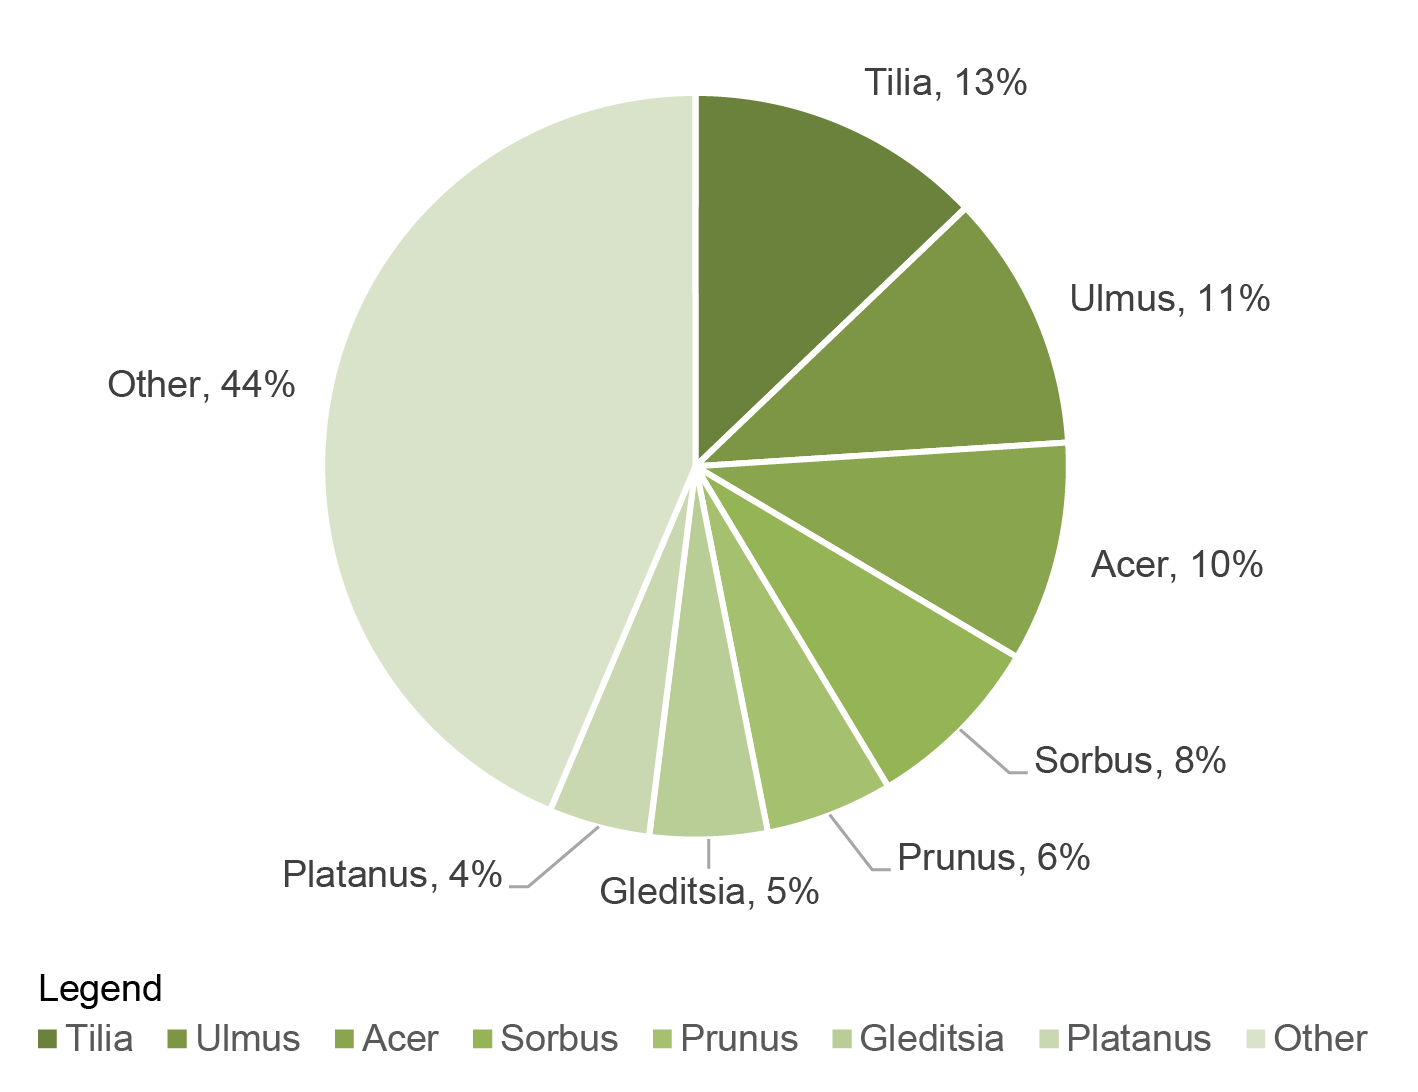 Tilia, 13%
Ulmus, 11%
Other, 44%
Acer, 10%
Sorbus, 8%
Prunus, 6%
Platanus, 4%
Gleditsia, 5%
Legend
Tilia Ulmus Acer Sorbus Prunus Gleditsia Platanus Other